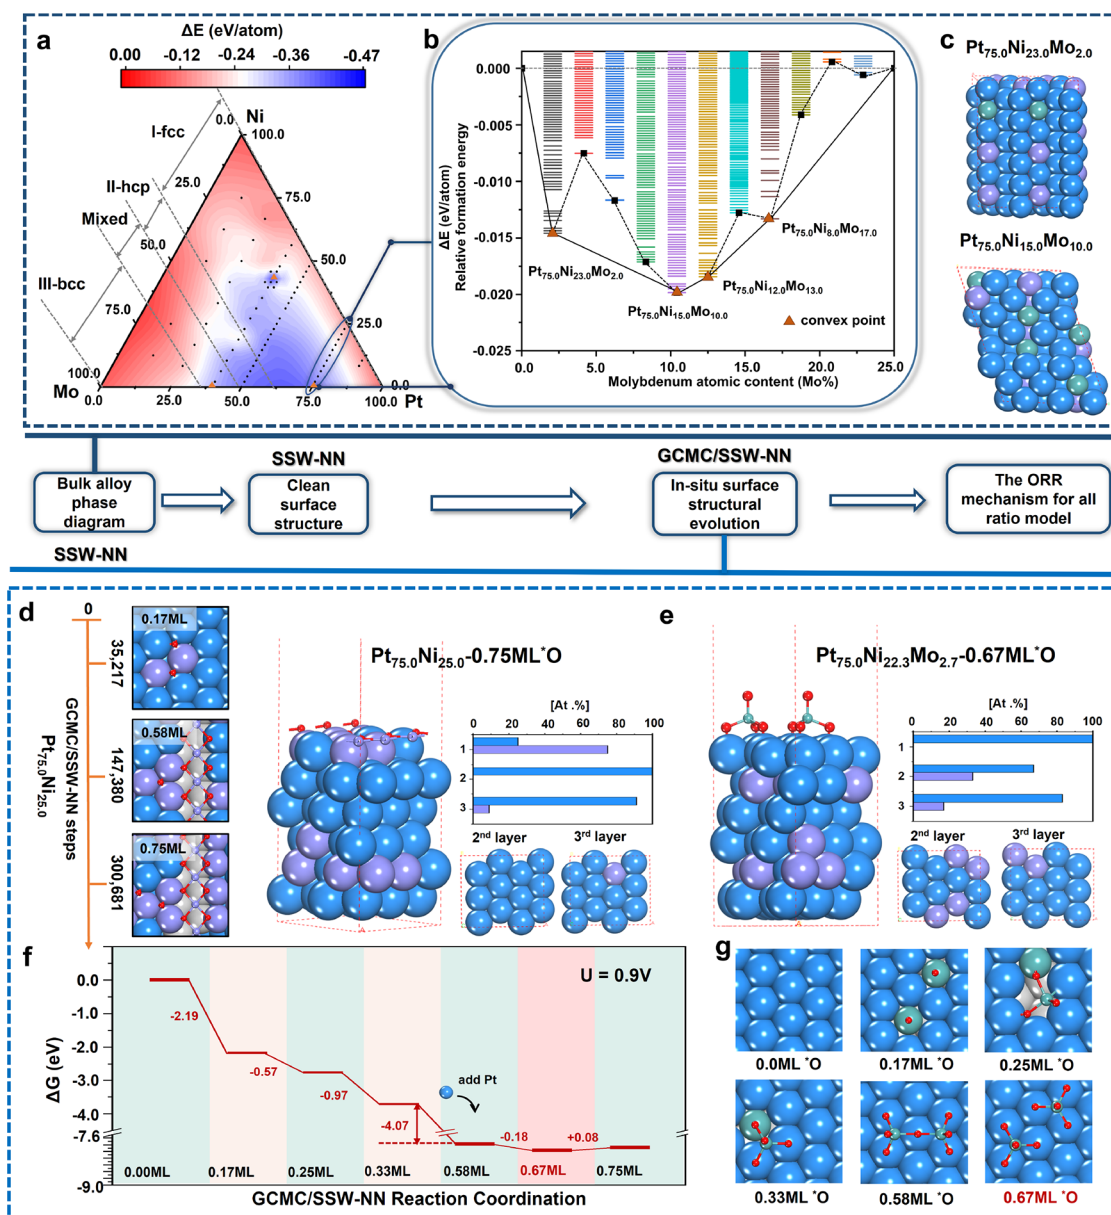 a
ΔE (eV/atom)
0.00 -0.12 -0.24 -0.36 -0.47
Ni
100.0
0.0
I-fcc
25.0
75.0
II-hcp
Mixed
50.0
50.0
III-bcc
75.0
25.0
100.0
0.0
Mo
Pt
0.0 25.0 50.0 75.0 100.0
b
ΔE (eV/atom)
Relative formation energy
0.000
-0.005
-0.010
-0.015
-0.020
-0.025
Pt75.0Ni23.0Mo2.0
Pt75.0Ni8.0Mo17.0
Pt75.0Ni12.0Mo13.0
Pt75.0Ni15.0Mo10.0
convex point
0.0 5.0 10.0 15.0 20.0 25.0
Molybdenum atomic content (Mo%)
c
Pt75.0Ni23.0Mo2.0
Pt75.0Ni15.0Mo10.0
SSW-NN
GCMC/SSW-NN
Bulk alloy
phase
diagram
Clean
surface
structure
In-situ surface
structural
evolution
The ORR
mechanism for all
ratio model
SSW-NN
d
0
35,217
147,380
300,681
GCMC/SSW-NN steps
Pt75.0Ni25.0
0.17ML
0.58ML
0.75ML
Pt75.0Ni25.0-0.75ML*O
[At .%]
0 20 40 60 80 100
1
2
3
2nd layer 3rd layer
e
Pt75.0Ni22.3Mo2.7-0.67ML*O
[At .%]
0 20 40 60 80 100
1
2
3
2nd layer 3rd layer
f
U = 0.9V
ΔG (eV)
0.0
-1.0
-2.0
-3.0
-4.0
-7.6
-9.0
-2.19
-0.57
-0.97
-4.07
add Pt
-0.18
+0.08
0.00ML 0.17ML 0.25ML 0.33ML 0.58ML 0.67ML 0.75ML
GCMC/SSW-NN Reaction Coordination
g
0.0ML *O
0.17ML *O
0.25ML *O
0.33ML *O
0.58ML *O
0.67ML *O